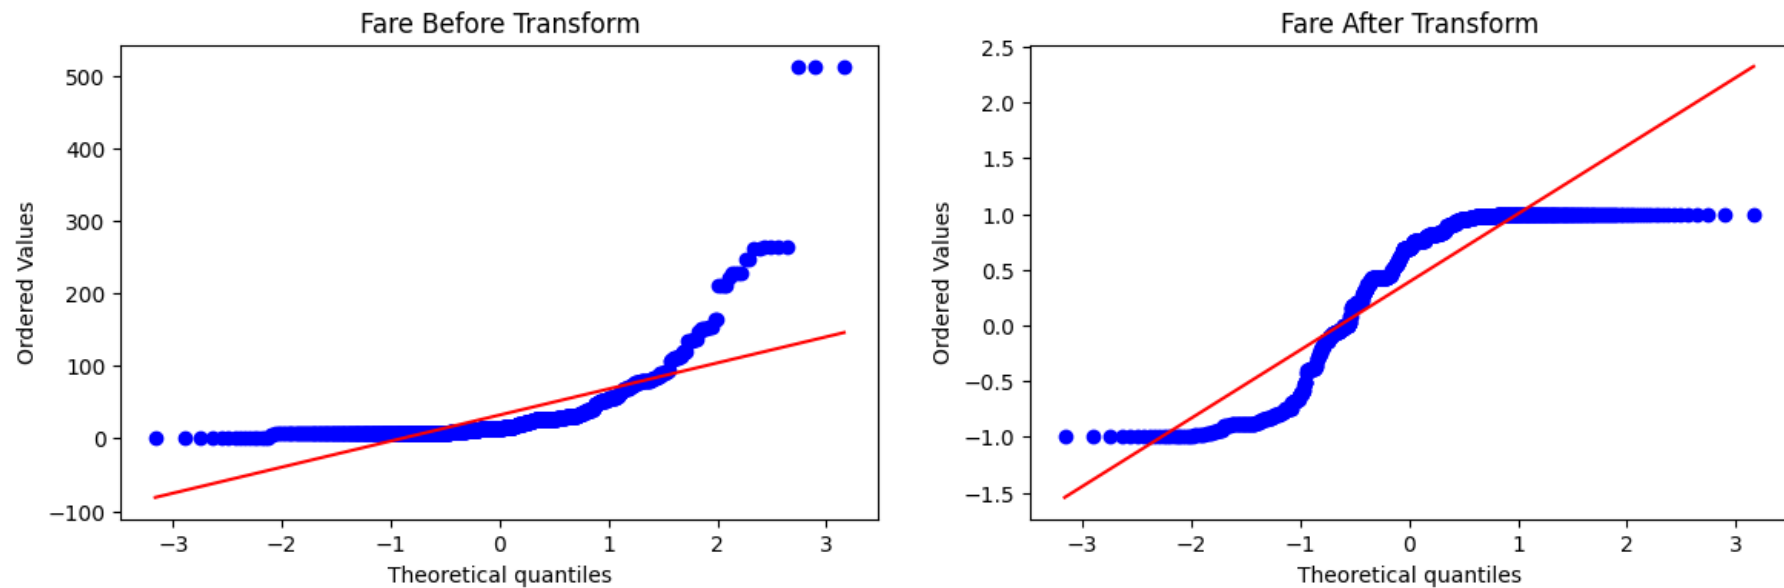 Fare Before Transform
500
400
300
200
100
0
−100
Ordered Values
−3 −2 −1 0 1 2 3
Theoretical quantiles
Fare After Transform
2.5
2.0
1.5
1.0
0.5
0.0
−0.5
−1.0
−1.5
Ordered Values
−3 −2 −1 0 1 2 3
Theoretical quantiles